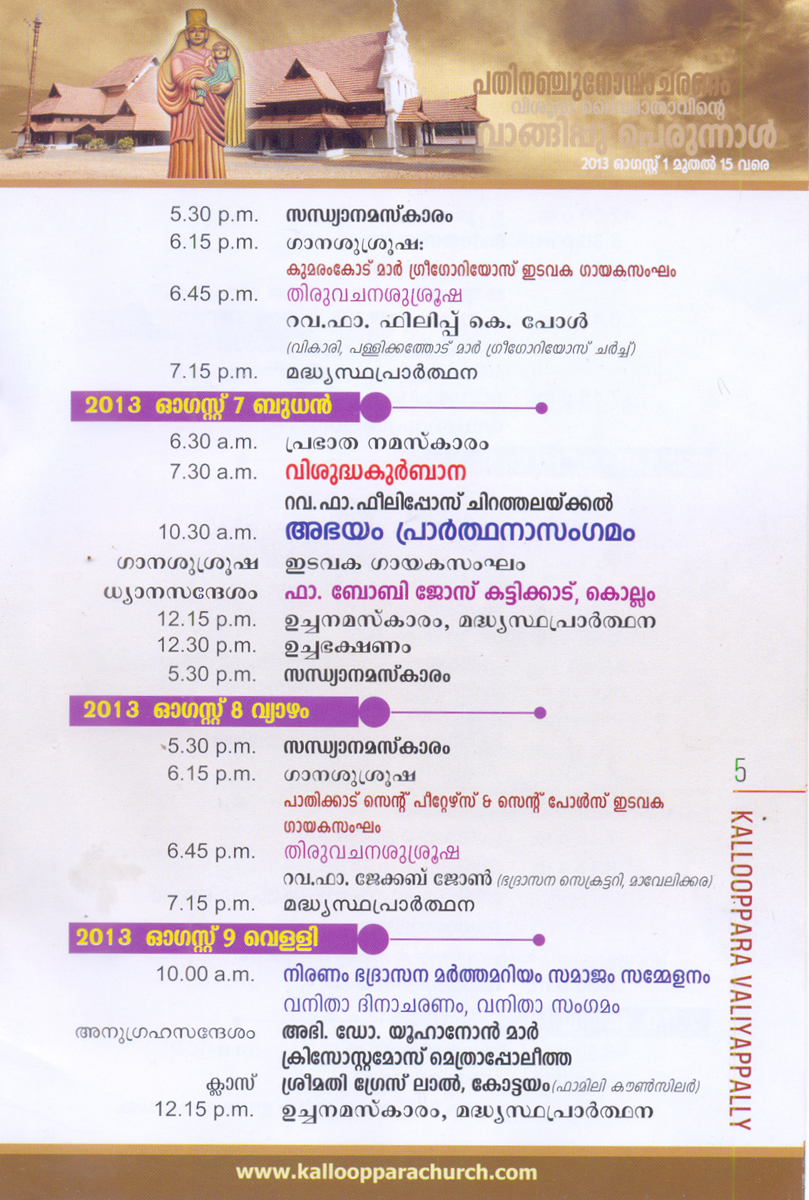 പതിനഞ്ചുനോമ്പാചരണം
വിശുദ്ധ ദൈവമാതാവിന്റെ
വാങ്ങിപ്പു പെരുന്നാൾ
2013 ഓഗസ്റ്റ് 1 മുതൽ 15 വരെ
5.30 p.m. സന്ധ്യാനമസ്കാരം
6.15 p.m. ഗാനശുശ്രൂഷ:
കുമരംകോട് മാർ ഗ്രീഗോറിയോസ് ഇടവക ഗായകസംഘം
6.45 p.m. തിരുവചനശുശ്രൂഷ
റവ.ഫാ. ഫിലിപ്പ് കെ. പോൾ
(വികാരി, പള്ളിക്കത്തോട് മാർ ഗ്രീഗോറിയോസ് ചർച്ച്)
7.15 p.m. മദ്ധ്യസ്ഥപ്രാർത്ഥന
2013 ഓഗസ്റ്റ് 7 ബുധൻ
6.30 a.m. പ്രഭാത നമസ്കാരം
7.30 a.m. വിശുദ്ധകുർബാന
റവ.ഫാ.ഫീലിപ്പോസ് ചിറത്തലയ്ക്കൽ
10.30 a.m. അഭയം പ്രാർത്ഥനാസംഗമം
ഗാനശുശ്രൂഷ ഇടവക ഗായകസംഘം
ധ്യാനസന്ദേശം ഫാ. ബോബി ജോസ് കട്ടിക്കാട്, കൊല്ലം
12.15 p.m. ഉച്ചനമസ്കാരം, മദ്ധ്യസ്ഥപ്രാർത്ഥന
12.30 p.m. ഉച്ചഭക്ഷണം
5.30 p.m. സന്ധ്യാനമസ്കാരം
2013 ഓഗസ്റ്റ് 8 വ്യാഴം
5.30 p.m. സന്ധ്യാനമസ്കാരം
6.15 p.m. ഗാനശുശ്രൂഷ
പാതിക്കാട് സെന്റ് പീറ്റേഴ്സ് & സെന്റ് പോൾസ് ഇടവക
ഗായകസംഘം
6.45 p.m. തിരുവചനശുശ്രൂഷ
റവ.ഫാ. ജേക്കബ് ജോൺ (ഭദ്രാസന സെക്രട്ടറി, മാവേലിക്കര)
7.15 p.m. മദ്ധ്യസ്ഥപ്രാർത്ഥന
2013 ഓഗസ്റ്റ് 9 വെള്ളി
10.00 a.m. നിരണം ഭദ്രാസന മർത്തമറിയം സമാജം സമ്മേളനം
വനിതാ ദിനാചരണം, വനിതാ സംഗമം
അനുഗ്രഹസന്ദേശം അഭി. ഡോ. യൂഹാനോൻ മാർ
ക്രിസോസ്റ്റമോസ് മെത്രാപ്പോലീത്ത
ക്ലാസ് ശ്രീമതി ഗ്രേസ് ലാൽ, കോട്ടയം (ഫാമിലി കൗൺസിലർ)
12.15 p.m. ഉച്ചനമസ്കാരം, മദ്ധ്യസ്ഥപ്രാർത്ഥന
5
KALLOOPPARA VALIYAPPALLY
www.kallooppparachurch.com